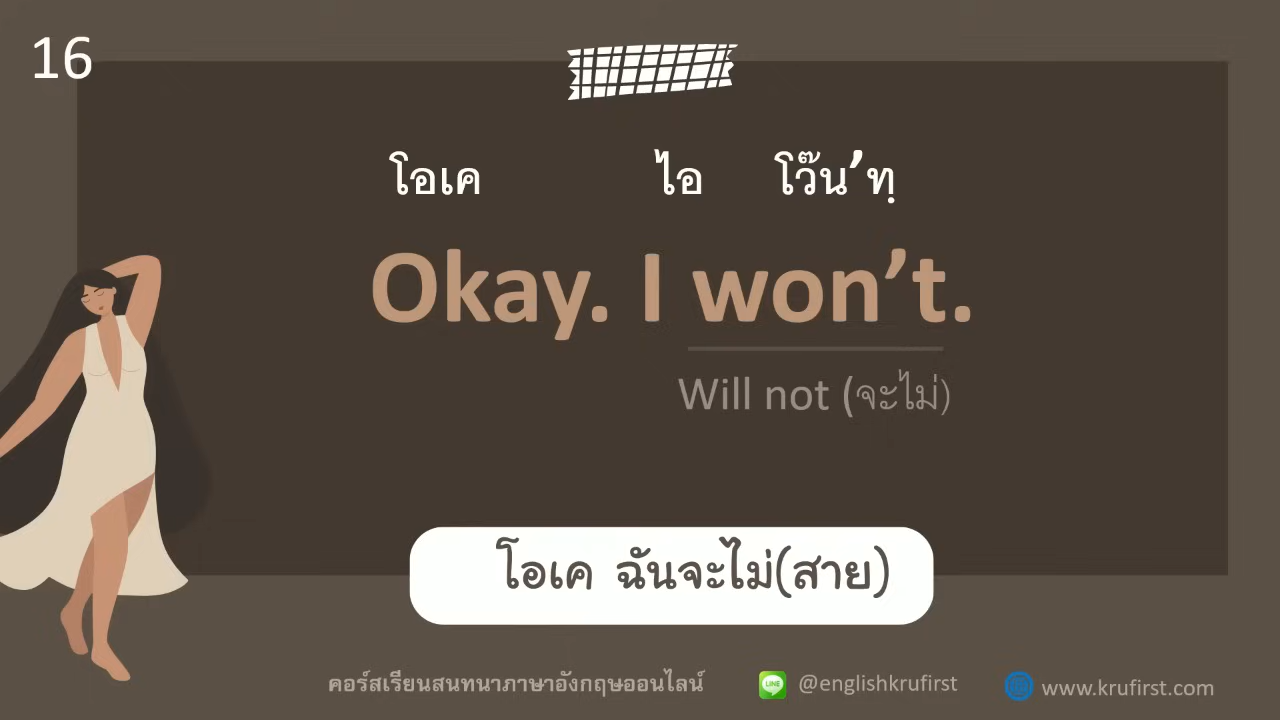 16
โอเค ไอ โว๊น’ทฺ
Okay. I won’t.
Will not (จะไม่)
โอเค ฉันจะไม่(สาย)
คอร์สเรียนสนทนาภาษาอังกฤษออนไลน์ LINE @englishkrufirst www.krufirst.com